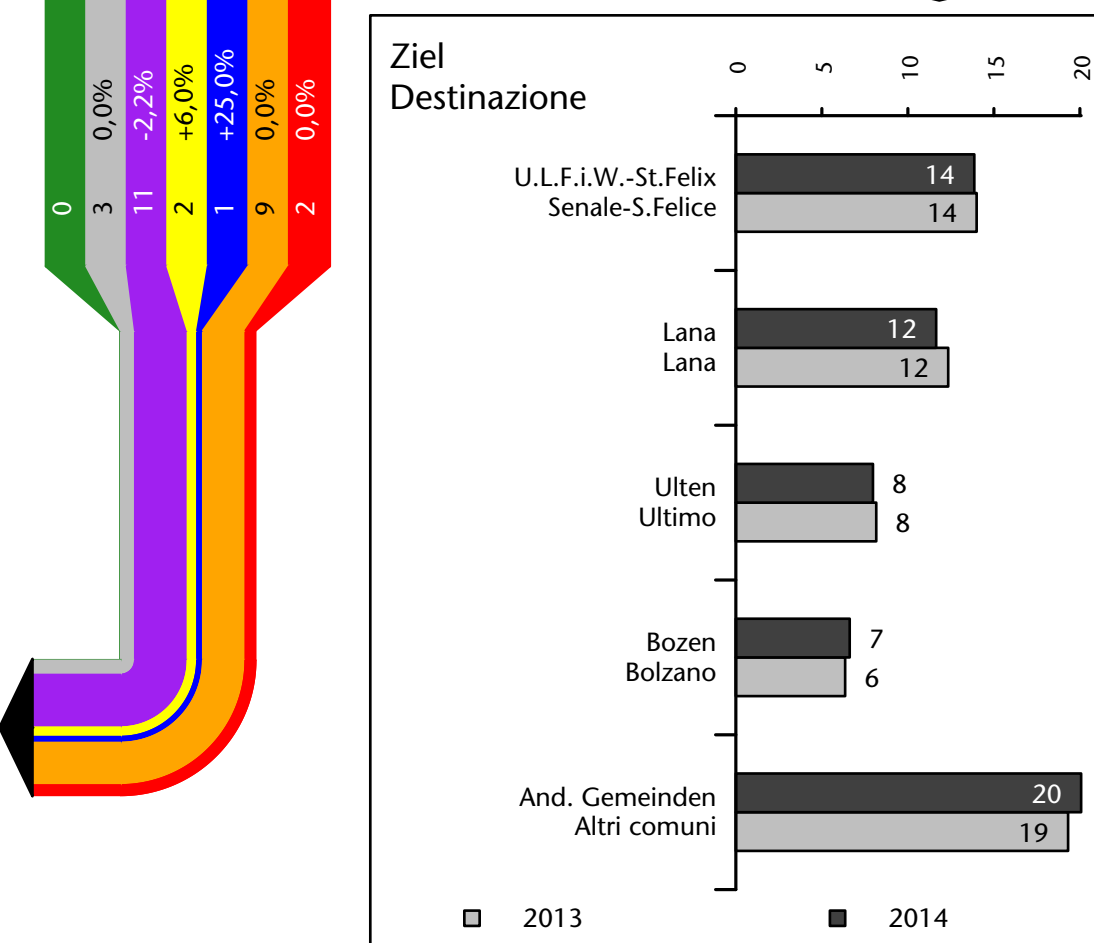 0
3 0,0%
11 -2,2%
2 +6,0%
1 +25,0%
9 0,0%
2 0,0%
Ziel
Destinazione
0 5 10 15 20
U.L.F.i.W.-St.Felix
Senale-S.Felice
14
14
Lana
Lana
12
12
Ulten
Ultimo
8
8
Bozen
Bolzano
7
6
And. Gemeinden
Altri comuni
20
19
2013 2014